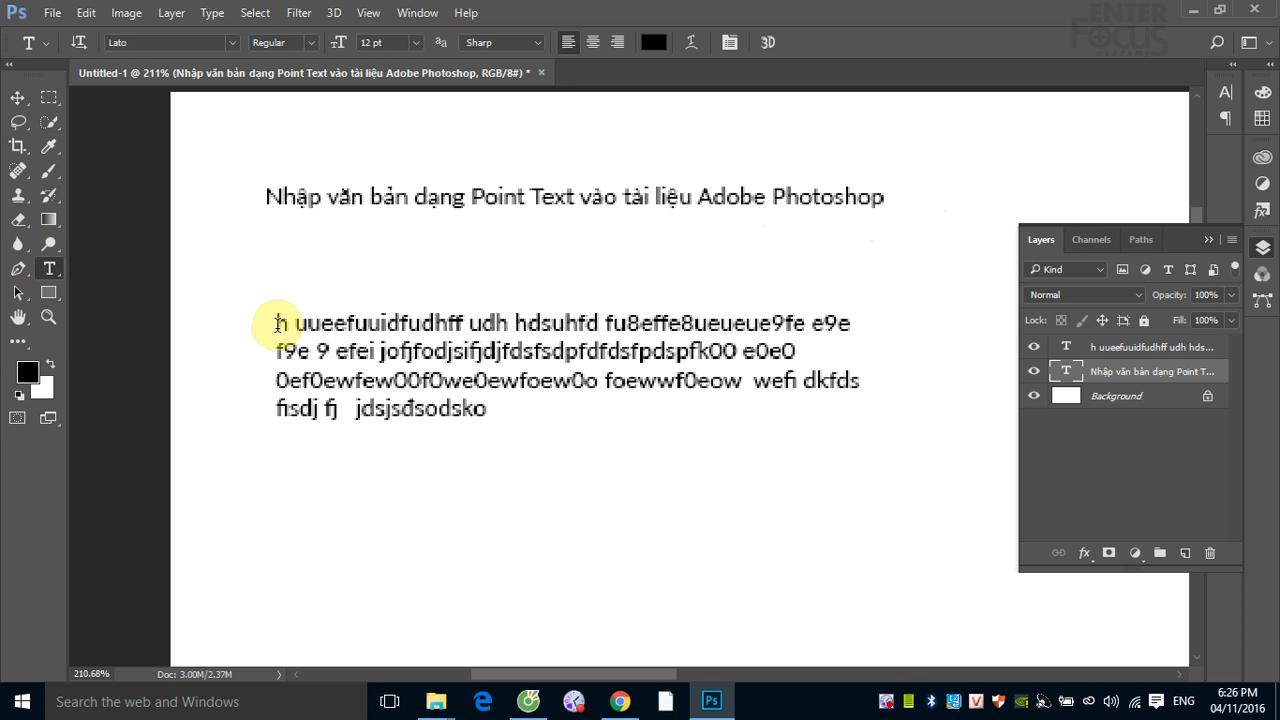 ENTER
FOCUS
Ps File Edit Image Layer Type Select Filter 3D View Window Help
T Lato Regular 12 pt Sharp 3D
Untitled-1 @ 211% (Nhập văn bản dạng Point Text vào tài liệu Adobe Photoshop, RGB/8#) * ×
Nhập văn bản dạng Point Text vào tài liệu Adobe Photoshop
h uueefuuidfudhff udh hdsuhfd fu8effe8ueueue9fe e9e
f9e 9 efei jofjfodjsifjdjfdsfsdpfdfdsfpdspfk00 e0e0
0ef0ewfew00f0we0ewfoew0o foewwf0eow wefi dkfds
fisdj fj jdsjsđsodsko
Layers Channels Paths
Kind
Normal Opacity: 100%
Lock: Fill: 100%
T h uueefuuidfudhff udh hds...
T Nhập văn bản dạng Point T...
Background
210.68% Doc: 3.00M/2.37M
Search the web and Windows
Ps
ENG
6:26 PM
04/11/2016